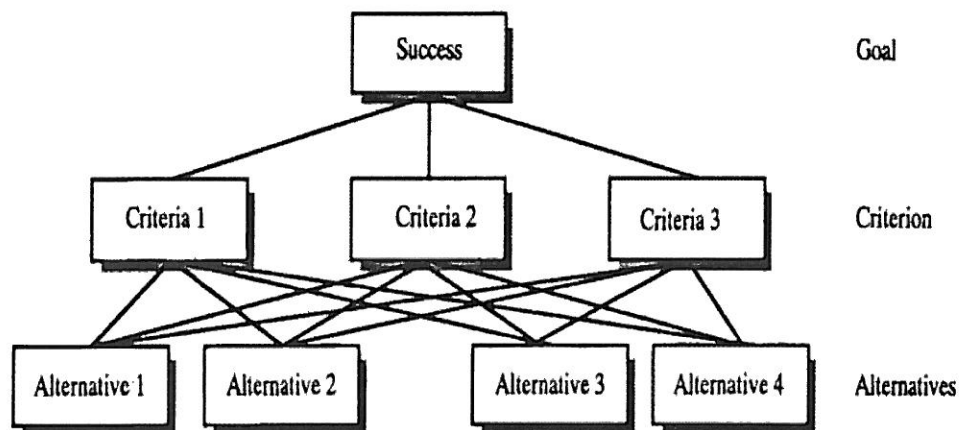 Success
Goal
Criteria 1
Criteria 2
Criteria 3
Criterion
Alternative 1
Alternative 2
Alternative 3
Alternative 4
Alternatives